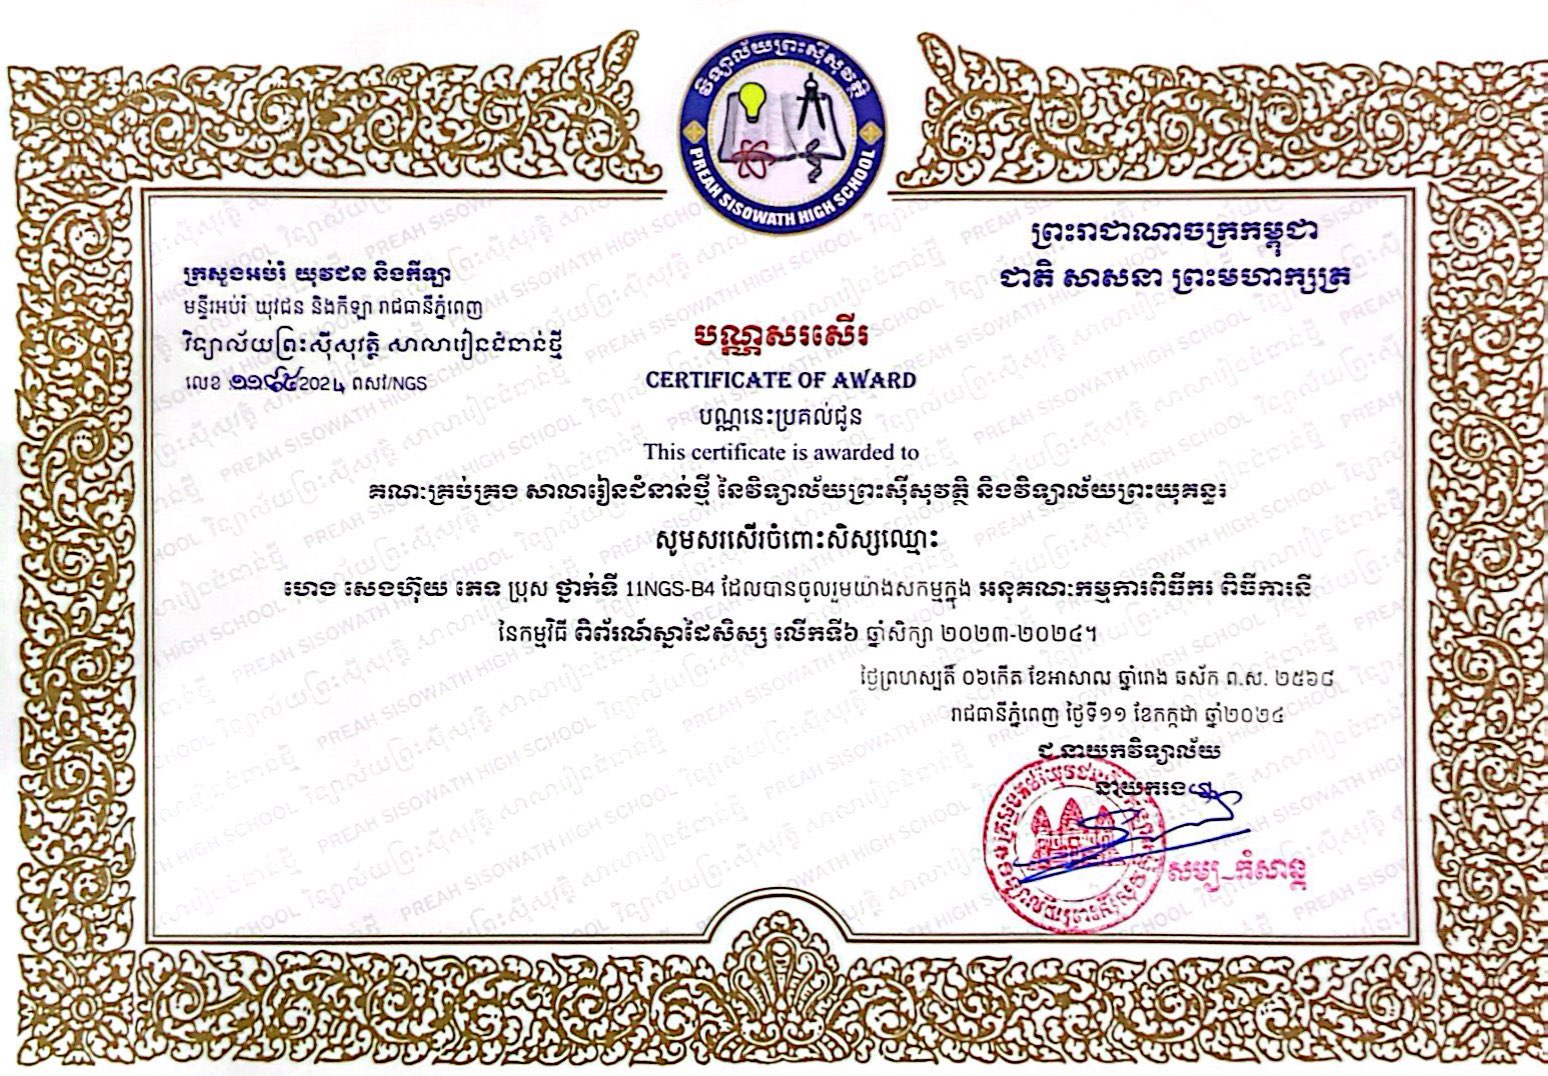 វិទ្យាល័យព្រះស៊ីសុវត្ថិ
PREAH SISOWATH HIGH SCHOOL
ព្រះរាជាណាចក្រកម្ពុជា
ជាតិ សាសនា ព្រះមហាក្សត្រ
ក្រសួងអប់រំ យុវជន និងកីឡា
មន្ទីរអប់រំ យុវជន និងកីឡា រាជធានីភ្នំពេញ
វិទ្យាល័យព្រះស៊ីសុវត្ថិ សាលារៀនជំនាន់ថ្មី
លេខ ១១៨៥/2024 ពសវ/NGS
បណ្ណសរសើរ
CERTIFICATE OF AWARD
បណ្ណនេះប្រគល់ជូន
This certificate is awarded to
គណៈគ្រប់គ្រង សាលារៀនជំនាន់ថ្មី នៃវិទ្យាល័យព្រះស៊ីសុវត្ថិ និងវិទ្យាល័យព្រះយុគន្ធរ
សូមសរសើរចំពោះសិស្សឈ្មោះ
ហេង សេងហ៊ុយ ភេទ ប្រុស ថ្នាក់ទី 11NGS-B4 ដែលបានចូលរួមយ៉ាងសកម្មក្នុង អនុគណៈកម្មការពិធីករ ពិធីការនី
នៃកម្មវិធី ពិព័រណ៍ស្នាដៃសិស្ស លើកទី៦ ឆ្នាំសិក្សា ២០២៣-២០២៤។
ថ្ងៃព្រហស្បតិ៍ ០៦កើត ខែអាសាឍ ឆ្នាំរោង ឆស័ក ព.ស. ២៥៦៨
រាជធានីភ្នំពេញ ថ្ងៃទី១១ ខែកក្កដា ឆ្នាំ២០២៤
ជ.នាយកវិទ្យាល័យ
នាយករង
សម្ប កំសាន្ត